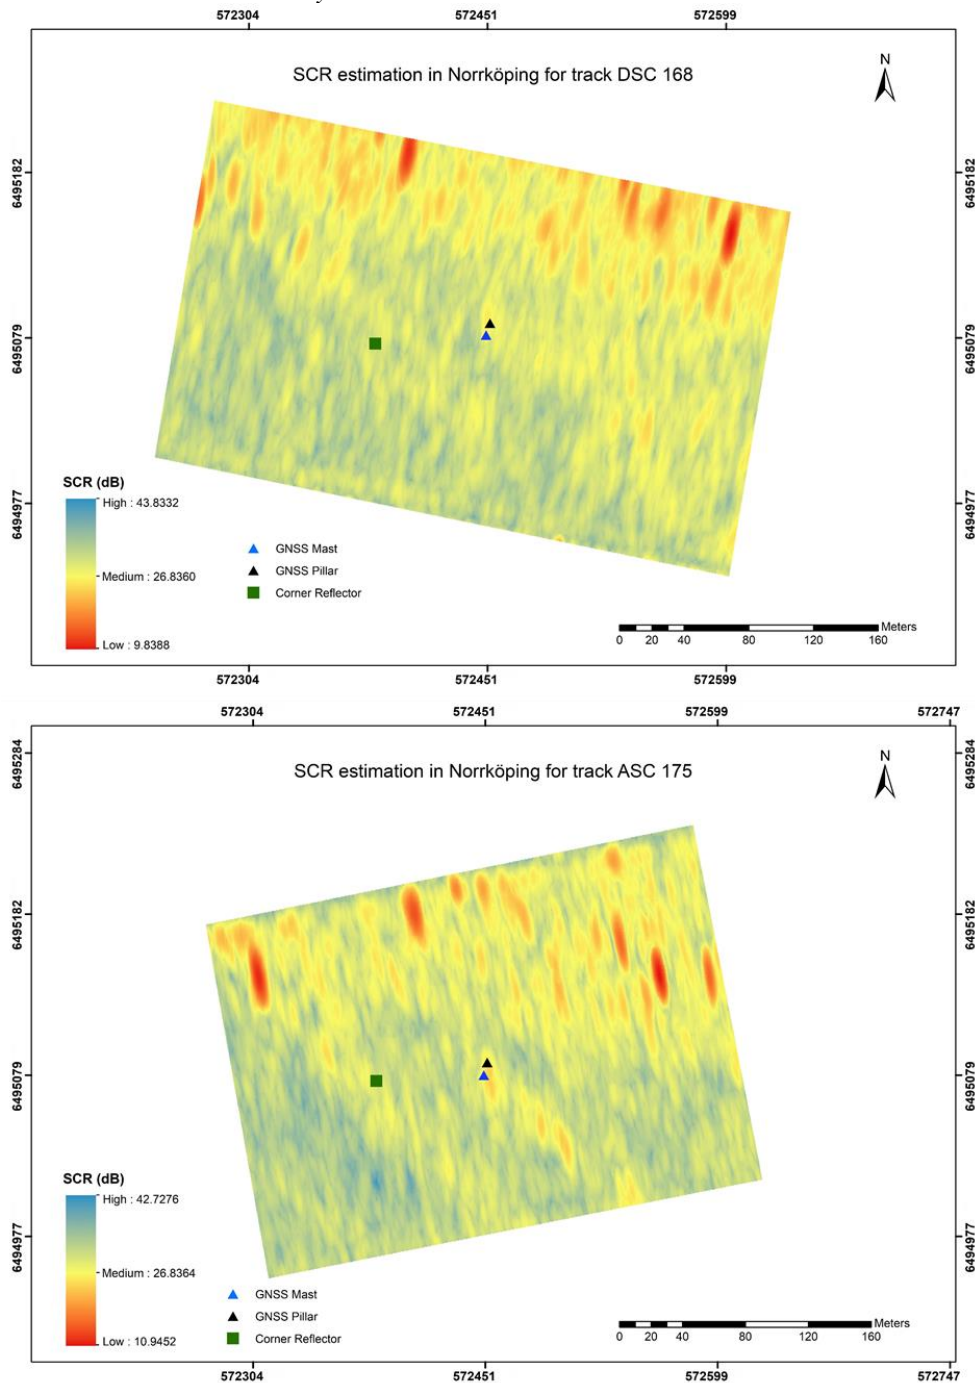 572304 572451 572599
SCR estimation in Norrköping for track DSC 168
N
6495182 6495182
6495079 6495079
6494977 6494977
SCR (dB)
High : 43.8332
Medium : 26.8360
Low : 9.8388
GNSS Mast
GNSS Pillar
Corner Reflector
Meters
0 20 40 80 120 160
572304 572451 572599
572304 572451 572599 572747
6495284 6495284
SCR estimation in Norrköping for track ASC 175
N
6495182 6495182
6495079 6495079
6494977 6494977
SCR (dB)
High : 42.7276
Medium : 26.8364
Low : 10.9452
GNSS Mast
GNSS Pillar
Corner Reflector
Meters
0 20 40 80 120 160
572304 572451 572599 572747